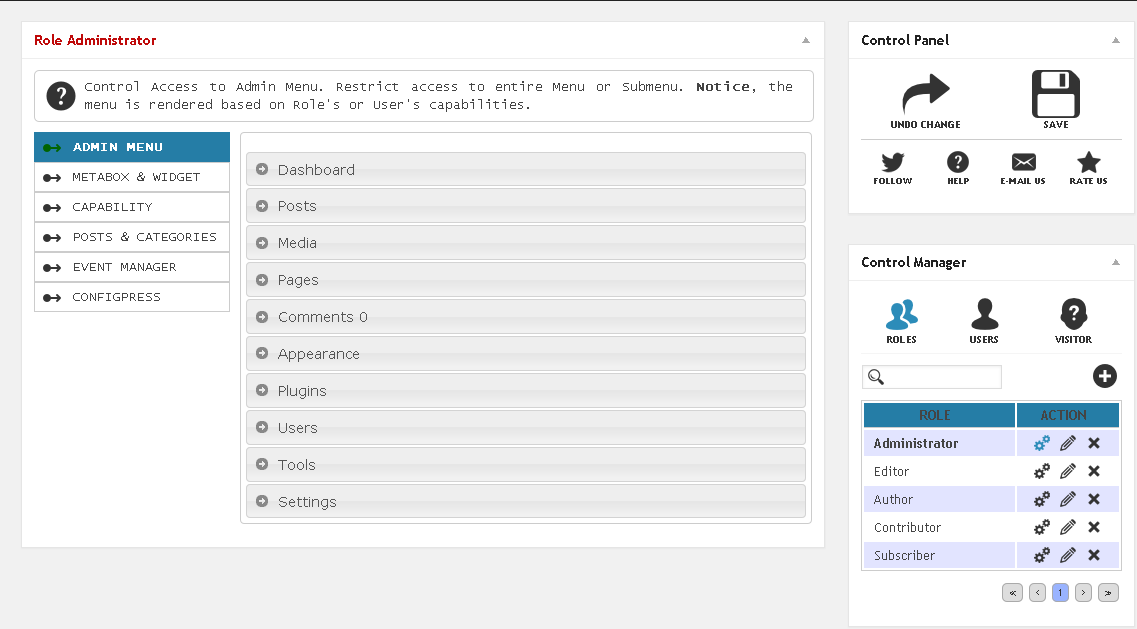 Role Administrator
Control Access to Admin Menu. Restrict access to entire Menu or Submenu. Notice, the
menu is rendered based on Role's or User's capabilities.
ADMIN MENU
METABOX & WIDGET
CAPABILITY
POSTS & CATEGORIES
EVENT MANAGER
CONFIGPRESS
Dashboard
Posts
Media
Pages
Comments 0
Appearance
Plugins
Users
Tools
Settings
Control Panel
UNDO CHANGE
SAVE
FOLLOW
HELP
E-MAIL US
RATE US
Control Manager
ROLES
USERS
VISITOR
ROLE ACTION
Administrator
Editor
Author
Contributor
Subscriber
« ‹ 1 › »